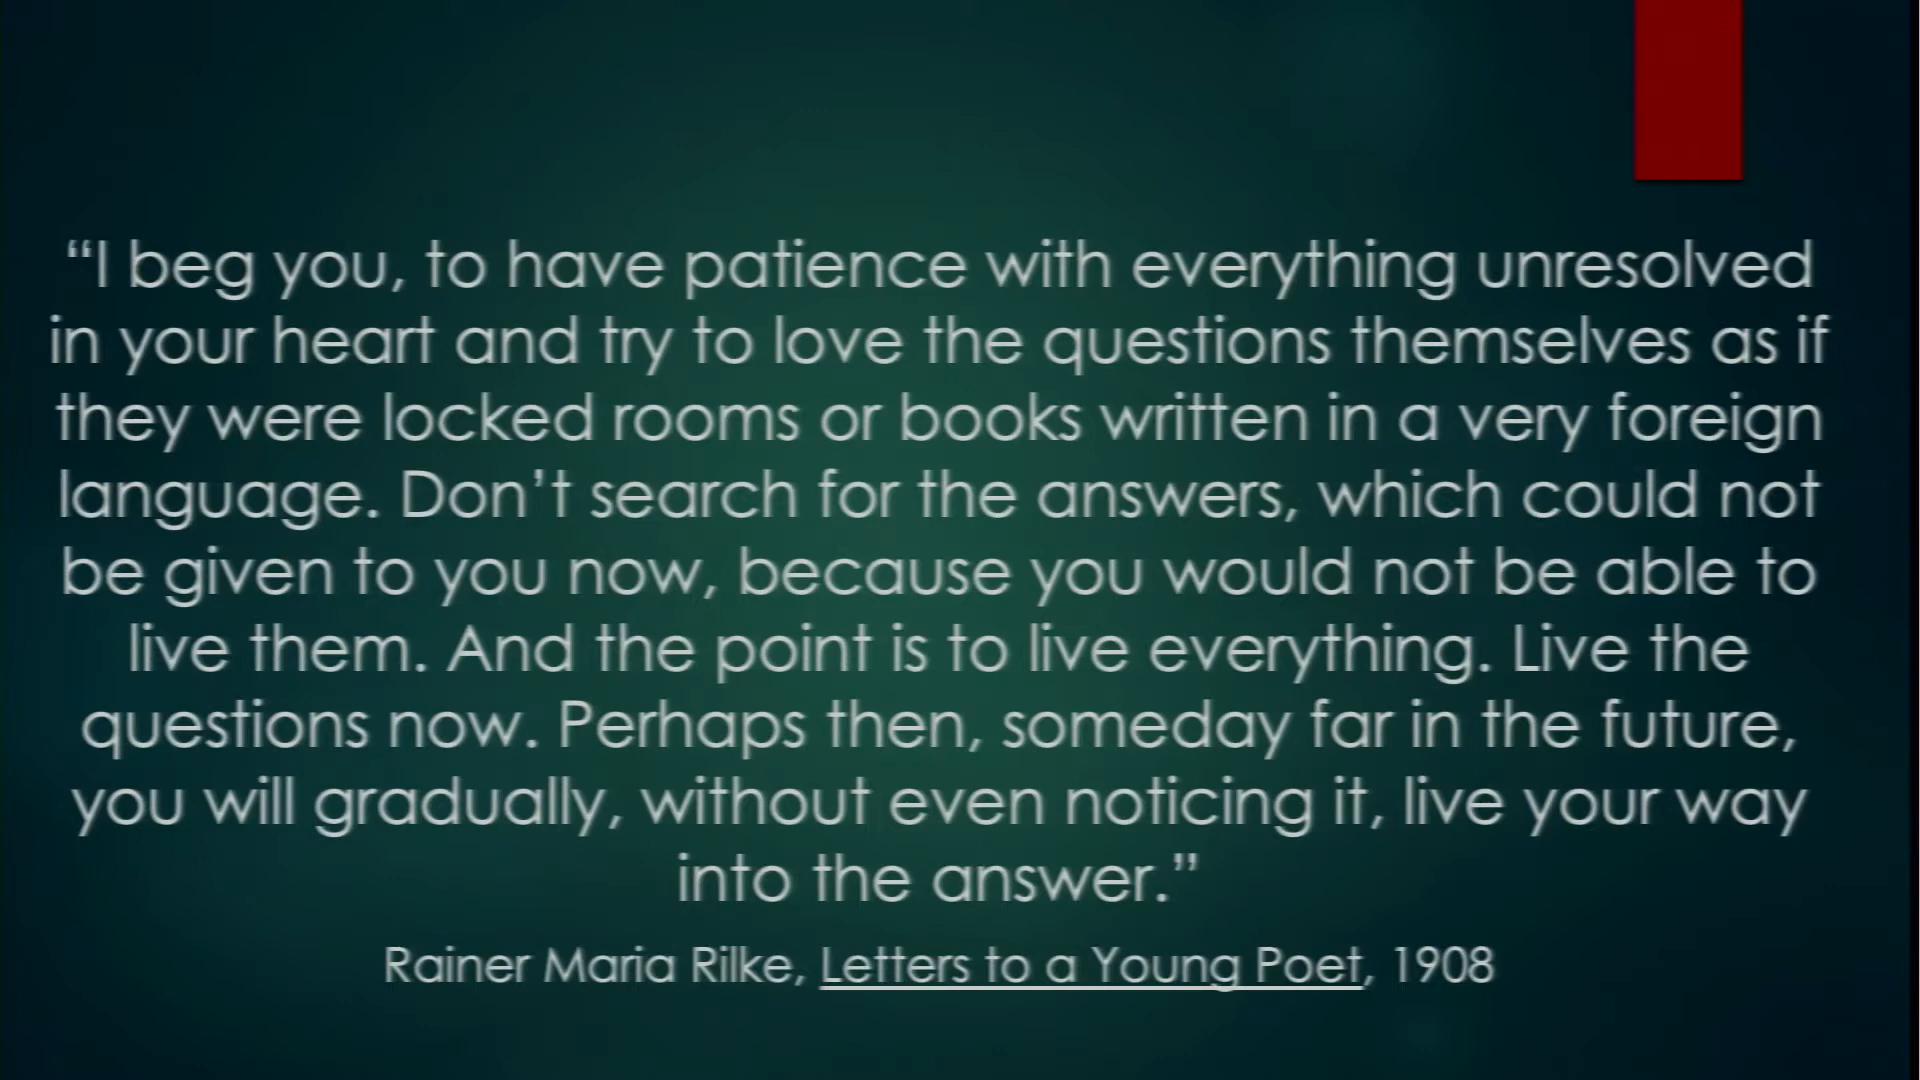 “I beg you, to have patience with everything unresolved
in your heart and try to love the questions themselves as if
they were locked rooms or books written in a very foreign
language. Don’t search for the answers, which could not
be given to you now, because you would not be able to
live them. And the point is to live everything. Live the
questions now. Perhaps then, someday far in the future,
you will gradually, without even noticing it, live your way
into the answer.”
Rainer Maria Rilke, Letters to a Young Poet, 1908